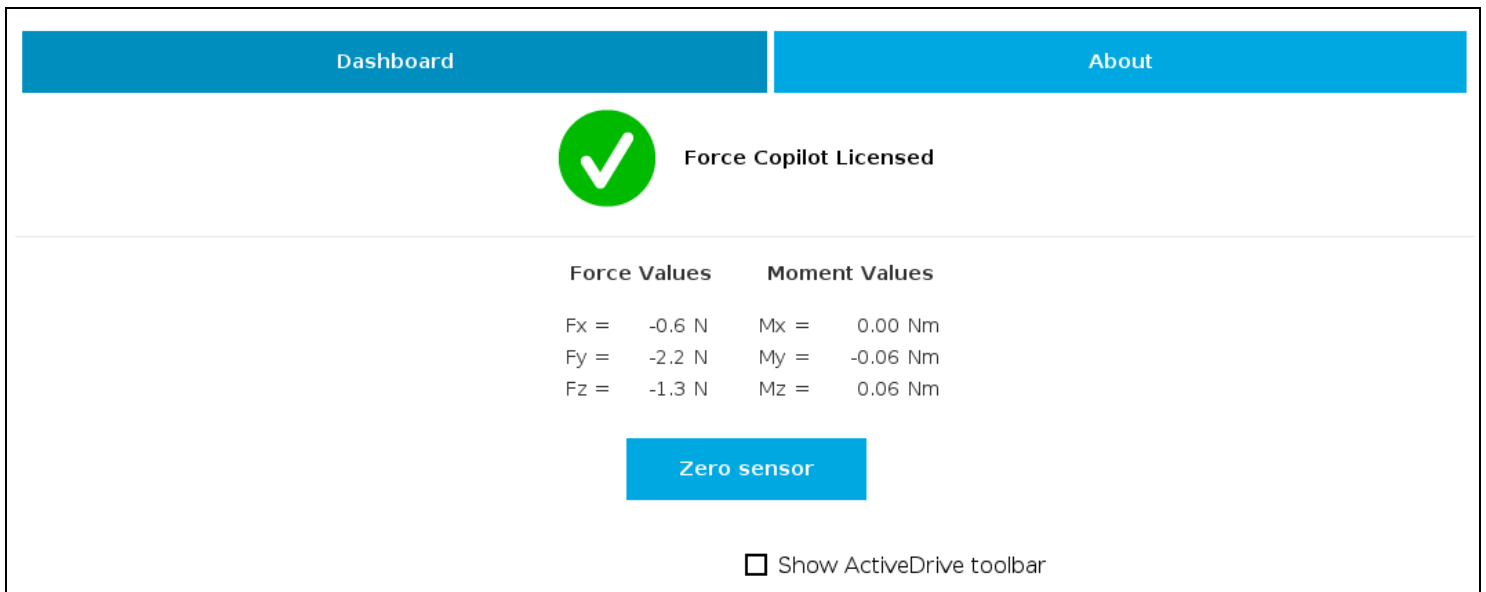 Dashboard About
Force Copilot Licensed
Force Values Moment Values
Fx = -0.6 N Mx = 0.00 Nm
Fy = -2.2 N My = -0.06 Nm
Fz = -1.3 N Mz = 0.06 Nm
Zero sensor
Show ActiveDrive toolbar